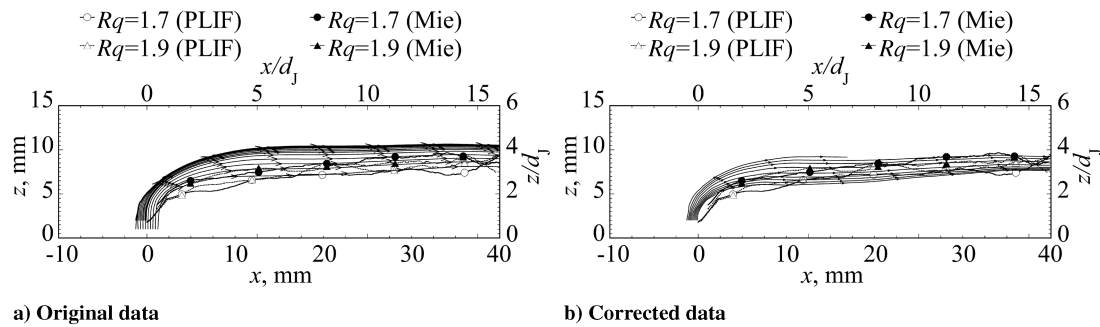 Rq=1.7 (PLIF) Rq=1.7 (Mie)
Rq=1.9 (PLIF) Rq=1.9 (Mie)
x/dJ
0 5 10 15
15 6
10 4
5 2
0 0
z, mm
z/dJ
-10 0 10 20 30 40
x, mm
a) Original data
Rq=1.7 (PLIF) Rq=1.7 (Mie)
Rq=1.9 (PLIF) Rq=1.9 (Mie)
x/dJ
0 5 10 15
15 6
10 4
5 2
0 0
z, mm
z/dJ
-10 0 10 20 30 40
x, mm
b) Corrected data